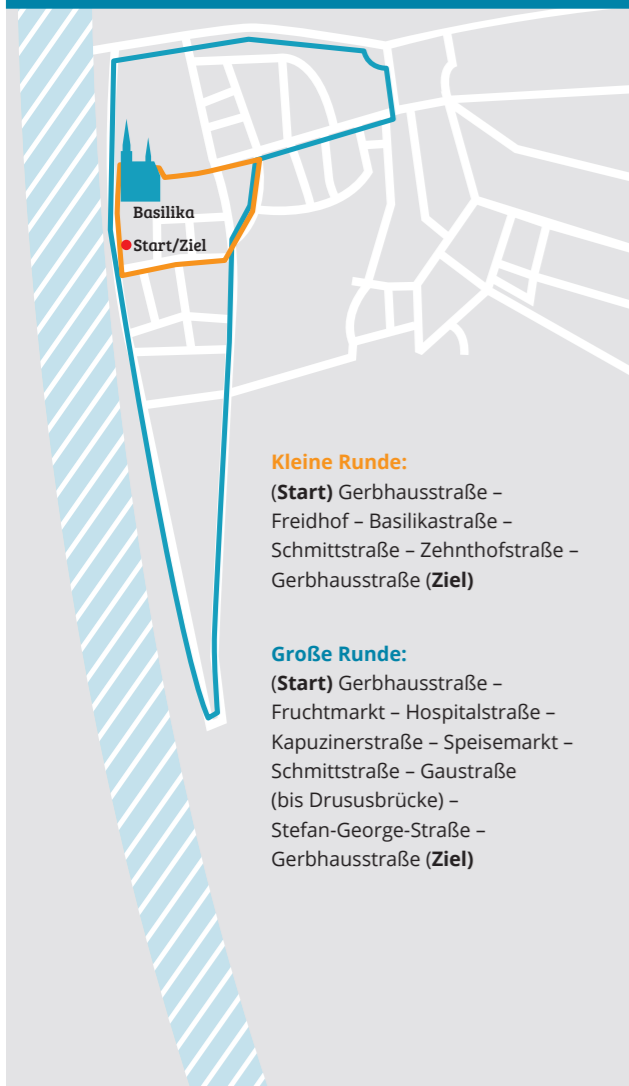 Basilika
Start/Ziel
Kleine Runde:
(Start) Gerbhausstraße –
Freidhof – Basilikastraße –
Schmittstraße – Zehnthofstraße –
Gerbhausstraße (Ziel)
Große Runde:
(Start) Gerbhausstraße –
Fruchtmarkt – Hospitalstraße –
Kapuzinerstraße – Speisemarkt –
Schmittstraße – Gaustraße
(bis Drususbrücke) –
Stefan-George-Straße –
Gerbhausstraße (Ziel)